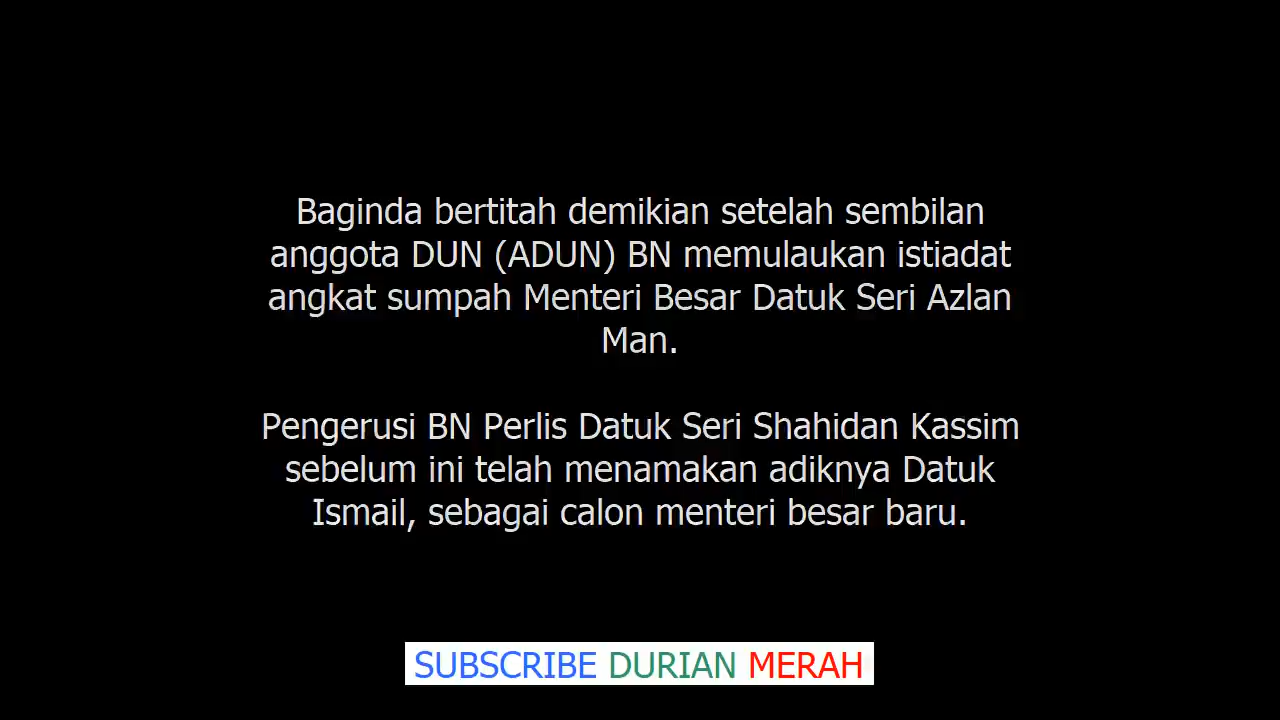 Baginda bertitah demikian setelah sembilan
anggota DUN (ADUN) BN memulaukan istiadat
angkat sumpah Menteri Besar Datuk Seri Azlan
Man.
Pengerusi BN Perlis Datuk Seri Shahidan Kassim
sebelum ini telah menamakan adiknya Datuk
Ismail, sebagai calon menteri besar baru.
SUBSCRIBE DURIAN MERAH